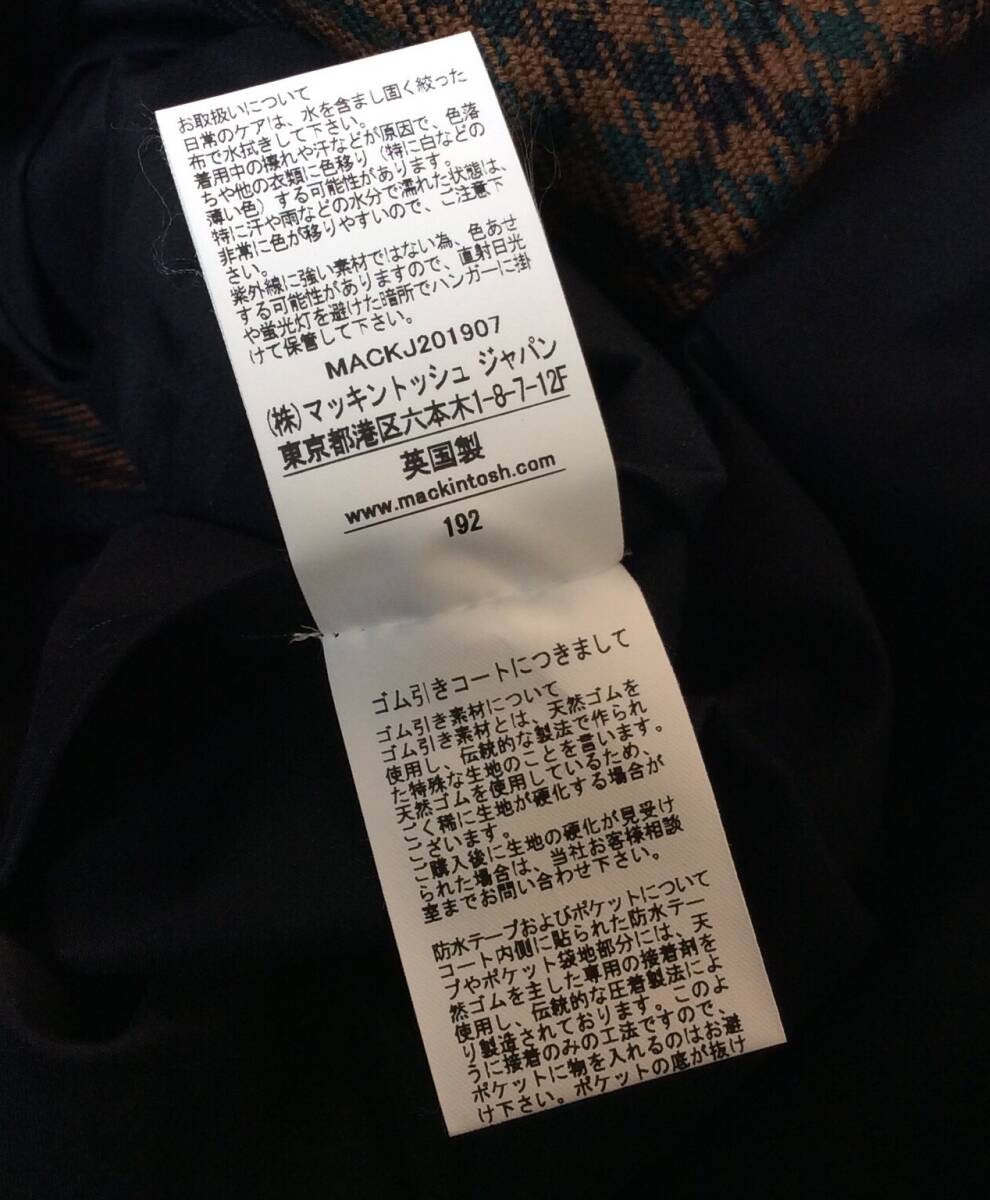 お取扱いについて
日常のケアは、水を含まし固く絞った
布で水拭きして下さい。
着用中の擦れや汗などが原因で、色落
ちや他の衣類に色移り（特に白などの
薄い色）する可能性があります。
特に汗や雨などの水分で濡れた状態は、
非常に色が移りやすいので、ご注意下
さい。
紫外線に強い素材ではない為、色あせ
する可能性がありますので、直射日光
や蛍光灯を避けた暗所でハンガーに掛
けて保管して下さい。
MACKJ201907
(株)マッキントッシュ ジャパン
東京都港区六本木1-8-7-12F
英国製
www.mackintosh.com
192
ゴム引きコートにつきまして
ゴム引き素材について
ゴム引き素材とは、天然ゴムを
使用し、伝統的な製法で作られ
た特殊な生地のことを言います。
天然ゴムを使用しているため、
ごく稀に生地が硬化する場合が
ございます。
ご購入後に生地の硬化が見受け
られた場合は、当社お客様相談
室までお問い合わせ下さい。
防水テープおよびポケットについて
コート内側に貼られた防水テー
プやポケット袋地部分には、天
然ゴムを主した専用の接着剤を
使用し、伝統的な圧着製法によ
り製造されております。このよ
うに接着のみの工法ですので、
ポケットに物を入れるのはお避
け下さい。ポケットの底が抜け